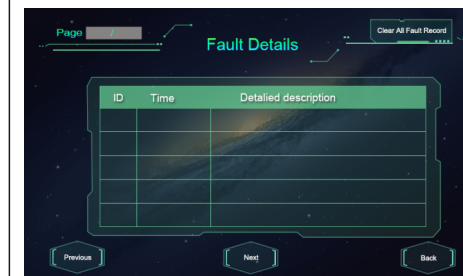 Page /
Clear All Fault Record
Fault Details
ID Time Detalied description
Previous Next Back